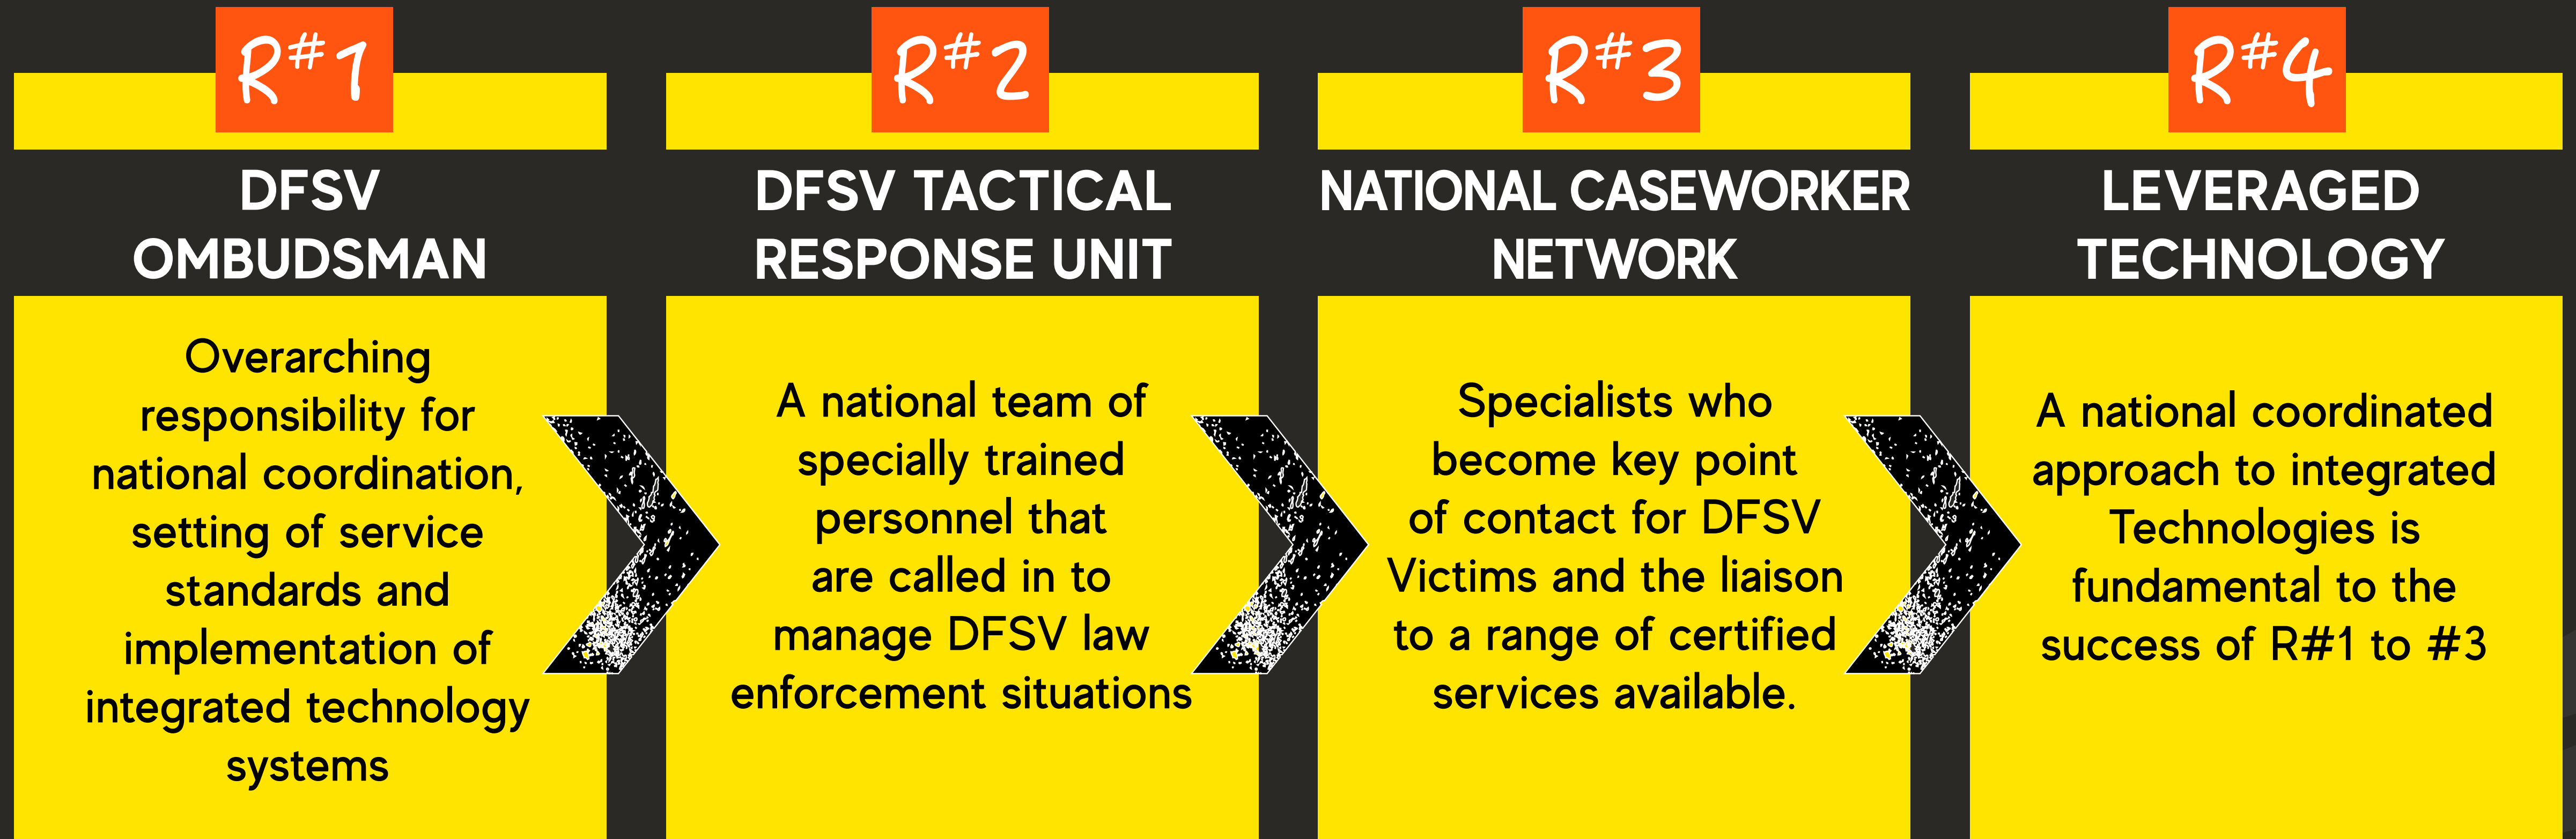 R#1
DFSV
OMBUDSMAN
Overarching
responsibility for
national coordination,
setting of service
standards and
implementation of
integrated technology
systems
R#2
DFSV TACTICAL
RESPONSE UNIT
A national team of
specially trained
personnel that
are called in to
manage DFSV law
enforcement situations
R#3
NATIONAL CASEWORKER
NETWORK
Specialists who
become key point
of contact for DFSV
Victims and the liaison
to a range of certified
services available.
R#4
LEVERAGED
TECHNOLOGY
A national coordinated
approach to integrated
Technologies is
fundamental to the
success of R#1 to #3